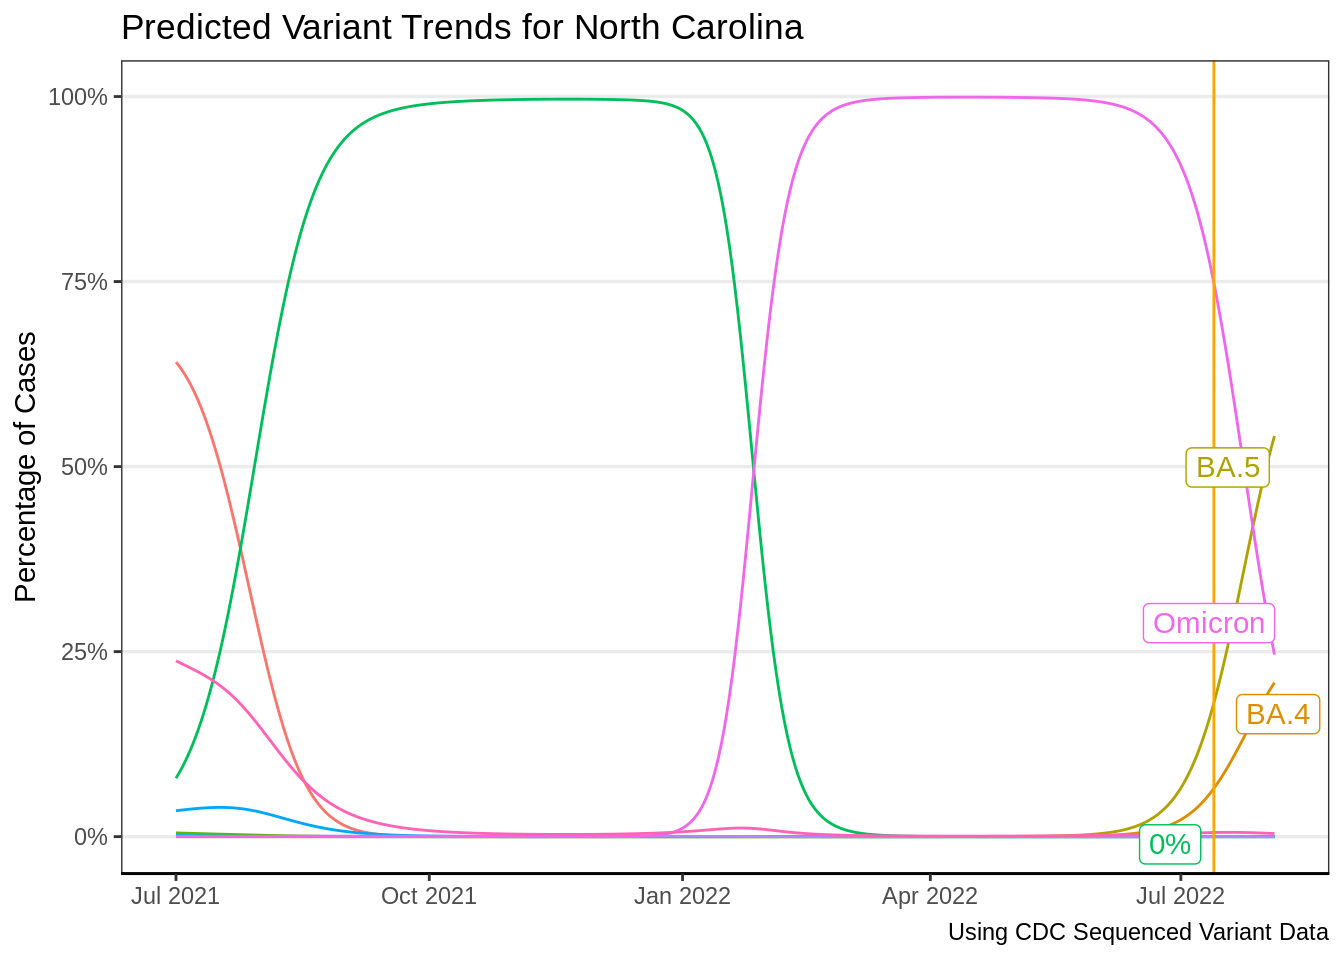 Predicted Variant Trends for North Carolina
Percentage of Cases
100%
75%
50%
25%
0%
BA.5
Omicron
BA.4
0%
Jul 2021
Oct 2021
Jan 2022
Apr 2022
Jul 2022
Using CDC Sequenced Variant Data